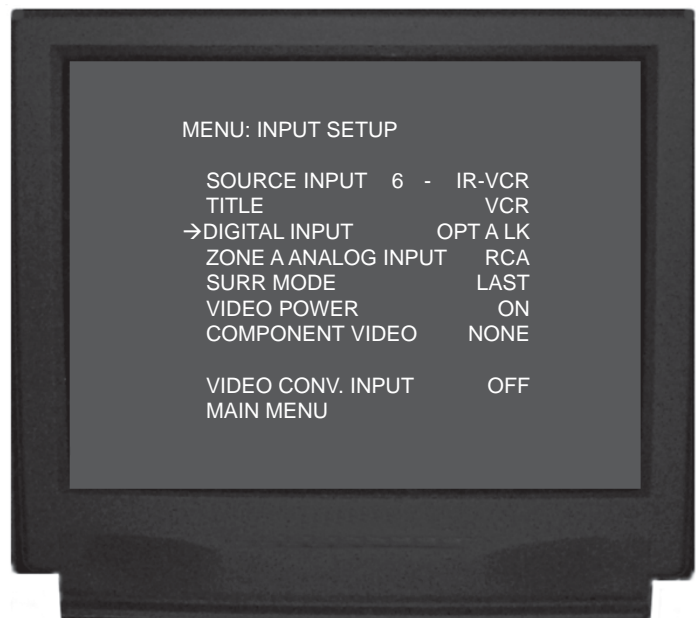 MENU: INPUT SETUP
SOURCE INPUT 6 - IR-VCR
TITLE VCR
→DIGITAL INPUT OPT A LK
ZONE A ANALOG INPUT RCA
SURR MODE LAST
VIDEO POWER ON
COMPONENT VIDEO NONE
VIDEO CONV. INPUT OFF
MAIN MENU